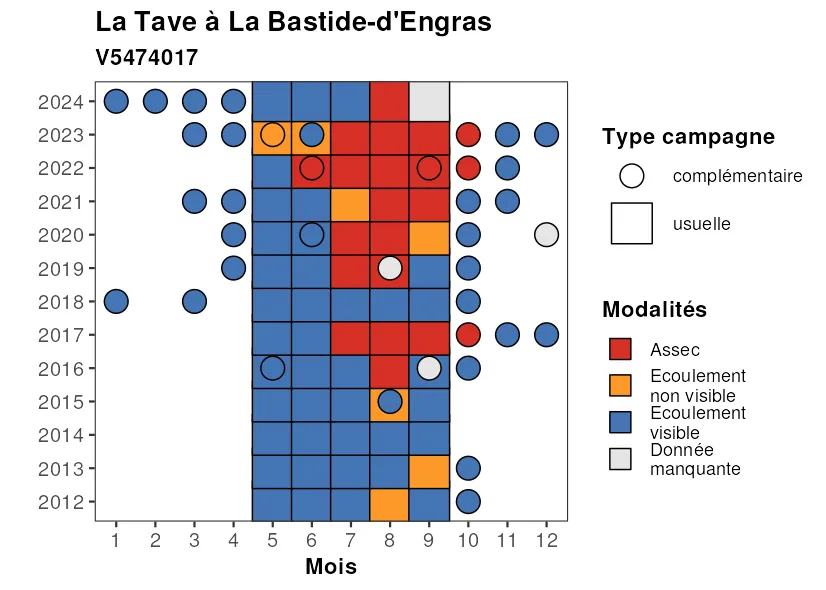 La Tave à La Bastide-d'Engras
V5474017
2024
2023
2022
2021
2020
2019
2018
2017
2016
2015
2014
2013
2012
1 2 3 4 5 6 7 8 9 10 11 12
Mois
Type campagne
complémentaire
usuelle
Modalités
Assec
Ecoulement
non visible
Ecoulement
visible
Donnée
manquante